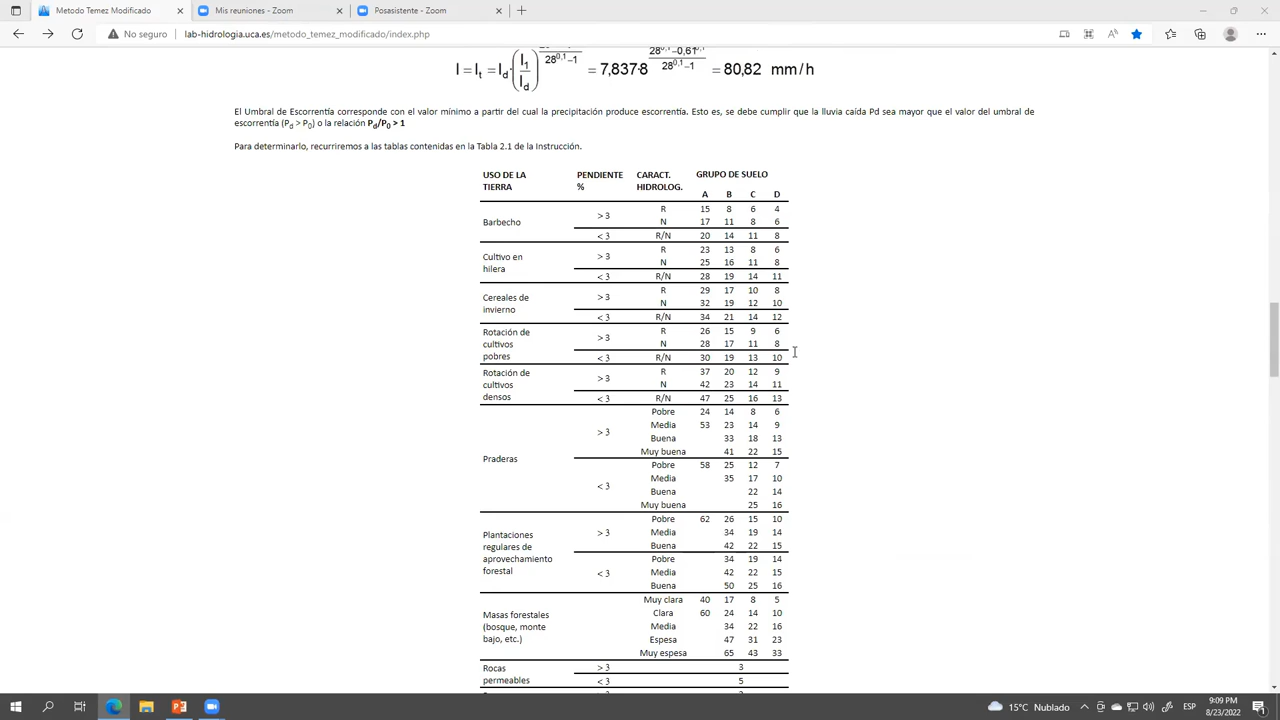 Metodo Temez Modificado
Mis reuniones - Zoom
Posasistente - Zoom
No seguro
lab-hidrologia.uca.es/metodo_temez_modificado/index.php
I = It = Id·(I1/Id) 28^0,1−1 = 7,837·8 28^0,1−1 = 80,82 mm/h
El Umbral de Escorrentía corresponde con el valor mínimo a partir del cual la precipitación produce escorrentía. Esto es, se debe cumplir que la lluvia caída Pd sea mayor que el valor del umbral de
escorrentía (Pd > P0) o la relación Pd/P0 > 1
Para determinarlo, recurriremos a las tablas contenidas en la Tabla 2.1 de la Instrucción.
USO DE LA TIERRA PENDIENTE % CARACT. HIDROLOG. GRUPO DE SUELO
A B C D
Barbecho > 3 R 15 8 6 4
N 17 11 8 6
< 3 R/N 20 14 11 8
Cultivo en hilera > 3 R 23 13 8 6
N 25 16 11 8
< 3 R/N 28 19 14 11
Cereales de invierno > 3 R 29 17 10 8
N 32 19 12 10
< 3 R/N 34 21 14 12
Rotación de cultivos pobres > 3 R 26 15 9 6
N 28 17 11 8
< 3 R/N 30 19 13 10
Rotación de cultivos densos > 3 R 37 20 12 9
N 42 23 14 11
< 3 R/N 47 25 16 13
Praderas > 3 Pobre 24 14 8 6
Media 53 23 14 9
Buena 33 18 13
Muy buena 41 22 15
< 3 Pobre 58 25 12 7
Media 35 17 10
Buena 22 14
Muy buena 25 16
Plantaciones regulares de aprovechamiento forestal > 3 Pobre 62 26 15 10
Media 34 19 14
Buena 42 22 15
< 3 Pobre 34 19 14
Media 42 22 15
Buena 50 25 16
Masas forestales (bosque, monte bajo, etc.) Muy clara 40 17 8 5
Clara 60 24 14 10
Media 34 22 16
Espesa 47 31 23
Muy espesa 65 43 33
Rocas permeables > 3 3
< 3 5
15°C Nublado
ESP
9:09 PM
8/23/2022